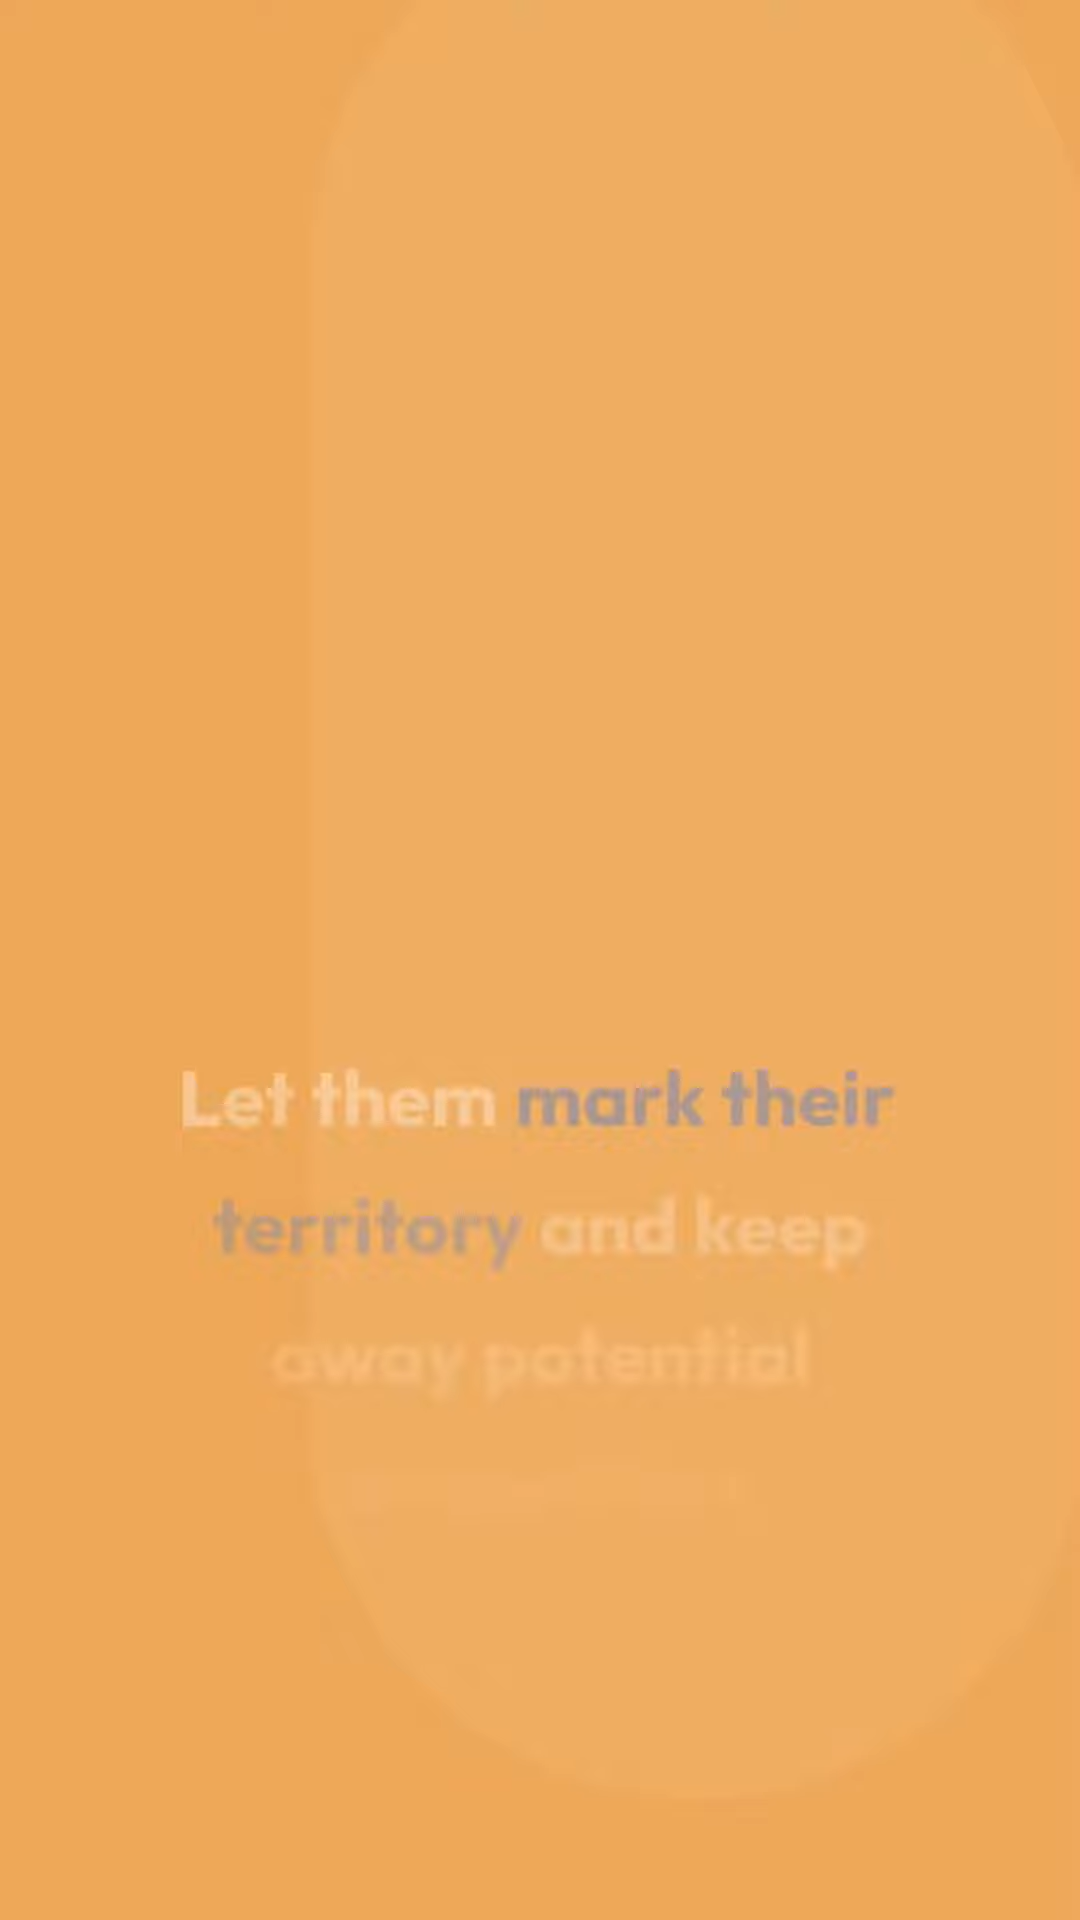 Let them mark their
territory and keep
away potential